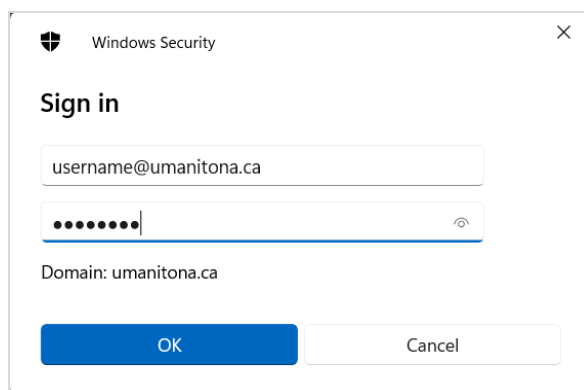 Windows Security
Sign in
username@umanitona.ca
●●●●●●●●
Domain: umanitona.ca
OK
Cancel